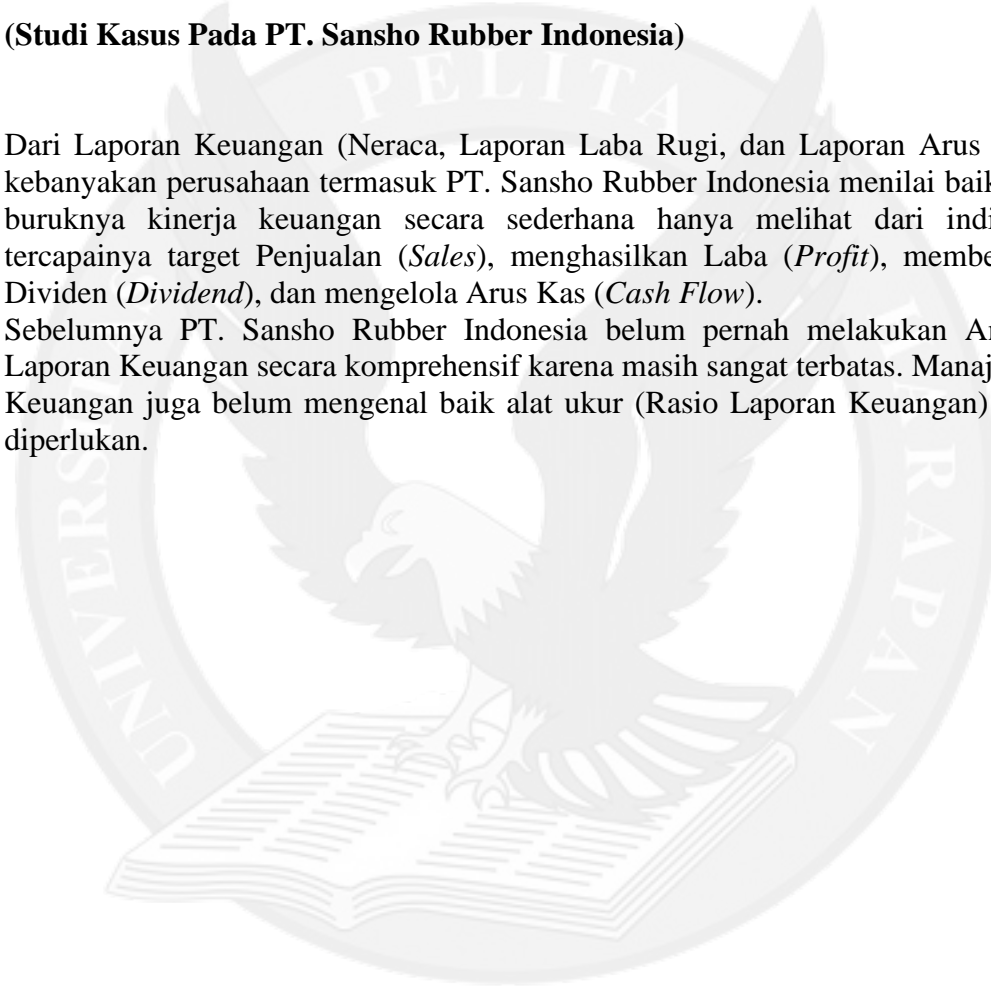 (Studi Kasus Pada PT. Sansho Rubber Indonesia)
PELITA
Dari Laporan Keuangan (Neraca, Laporan Laba Rugi, dan Laporan Arus
kebanyakan perusahaan termasuk PT. Sansho Rubber Indonesia menilai baik
buruknya kinerja keuangan secara sederhana hanya melihat dari indi
tercapainya target Penjualan (Sales), menghasilkan Laba (Profit), membe
Dividen (Dividend), dan mengelola Arus Kas (Cash Flow).
Sebelumnya PT. Sansho Rubber Indonesia belum pernah melakukan An
Laporan Keuangan secara komprehensif karena masih sangat terbatas. Manaj
Keuangan juga belum mengenal baik alat ukur (Rasio Laporan Keuangan)
diperlukan.
HARAPAN